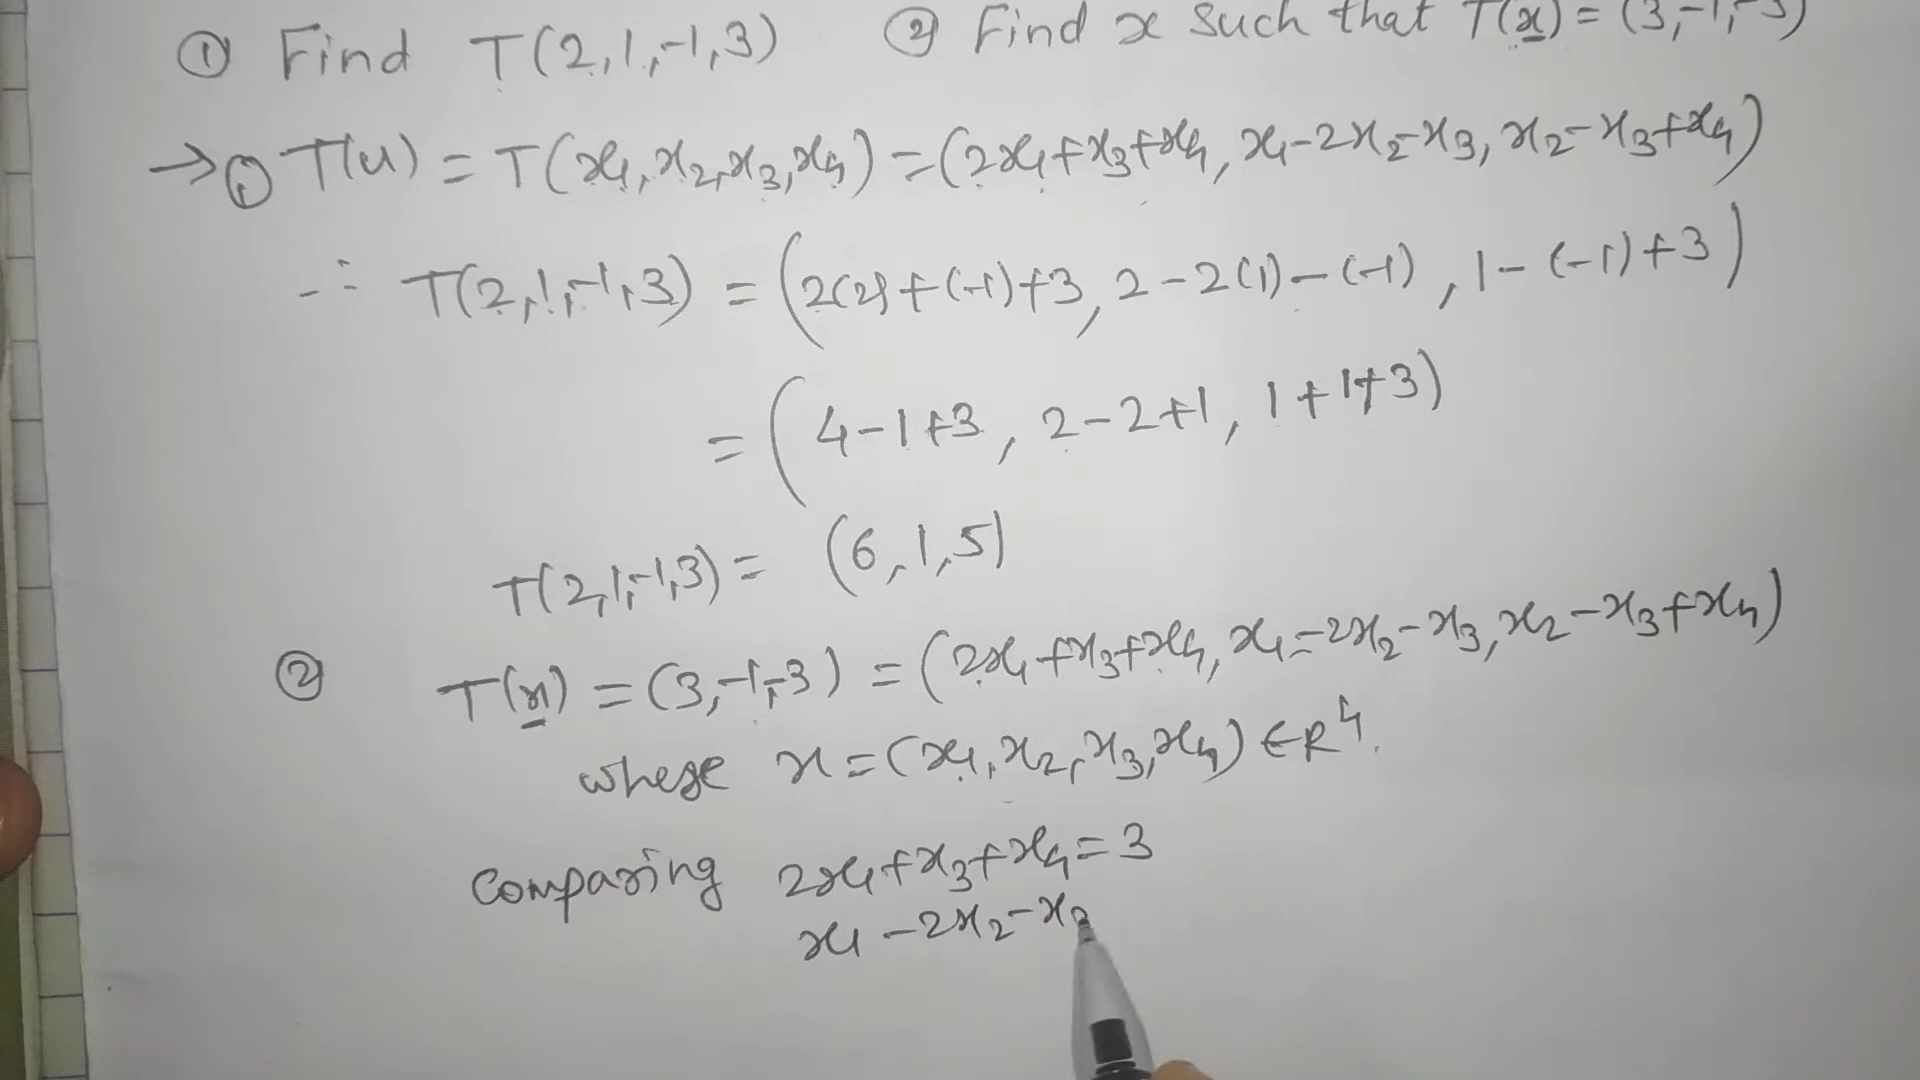 ① Find T(2,1,-1,3) ② Find x such that T(x) = (3,-1,-3)
→ ① T(u) = T(x₁, x₂, x₃, x₄) = (2x₁+x₃+x₄, x₁-2x₂-x₃, x₂-x₃+x₄)
∴ T(2,1,-1,3) = (2(2)+(-1)+3, 2-2(1)-(-1), 1-(-1)+3)
= (4-1+3, 2-2+1, 1+1+3)
T(2,1,-1,3) = (6,1,5)
② T(x) = (3,-1,-3) = (2x₁+x₃+x₄, x₁-2x₂-x₃, x₂-x₃+x₄)
where x = (x₁, x₂, x₃, x₄) ∈ R⁴.
Comparing 2x₁+x₃+x₄=3
x₁-2x₂-x₃